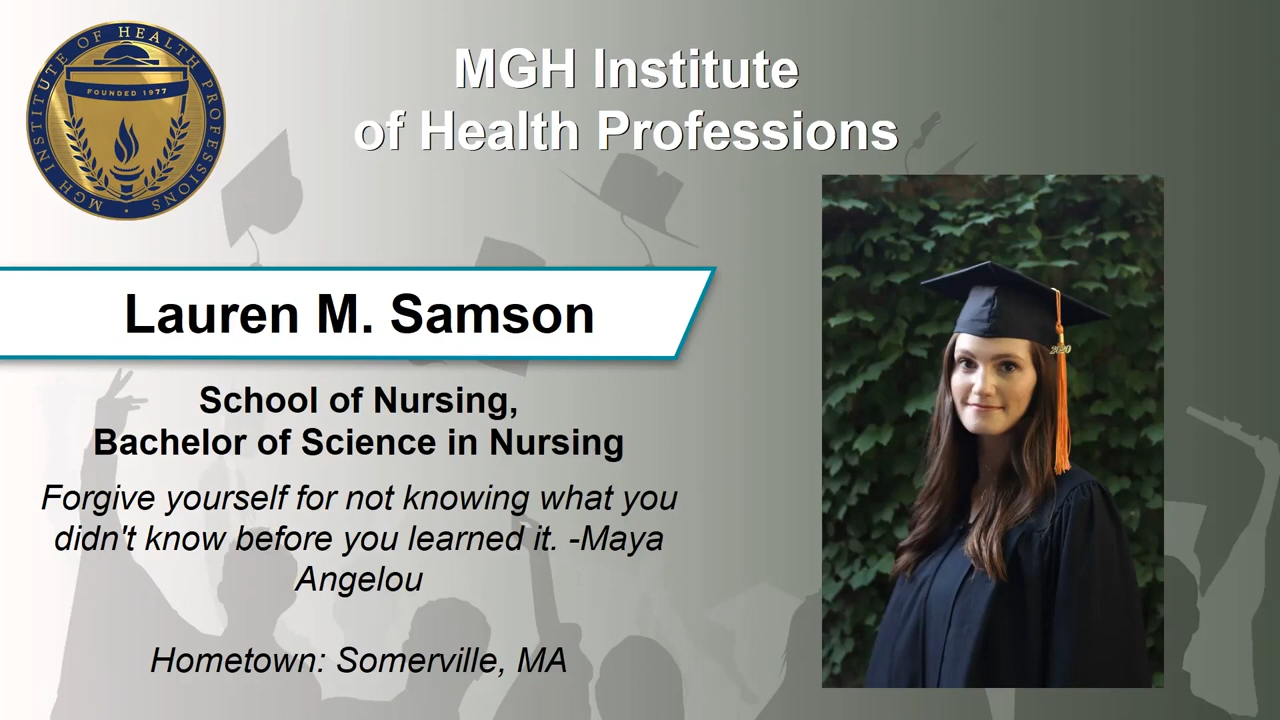 MGH INSTITUTE OF HEALTH PROFESSIONS
FOUNDED 1977
MGH Institute
of Health Professions
Lauren M. Samson
School of Nursing,
Bachelor of Science in Nursing
Forgive yourself for not knowing what you
didn't know before you learned it. -Maya
Angelou
Hometown: Somerville, MA
2020